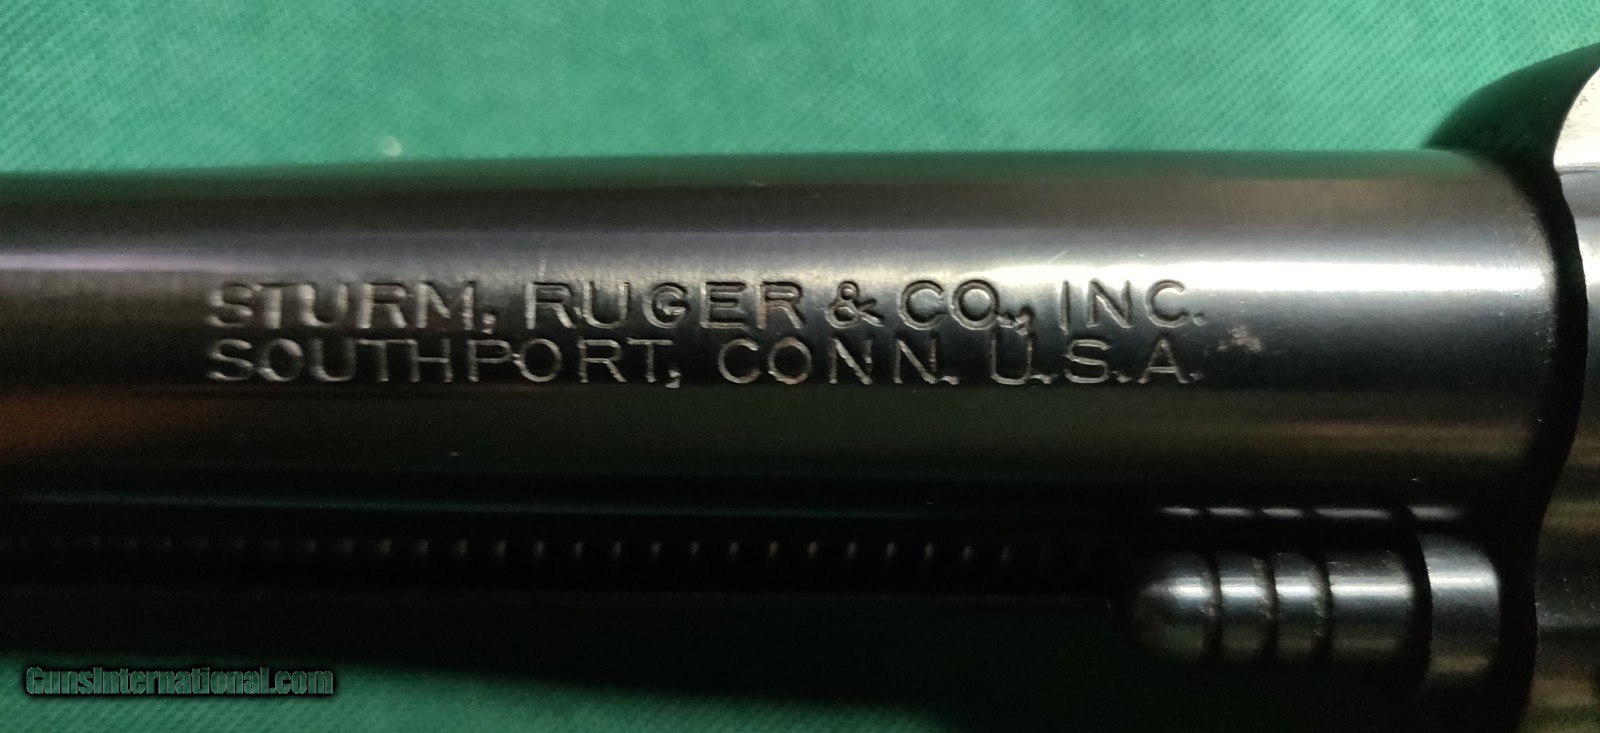 STURM, RUGER & CO., INC.
SOUTHPORT, CONN. U.S.A.
GunsInternational.com